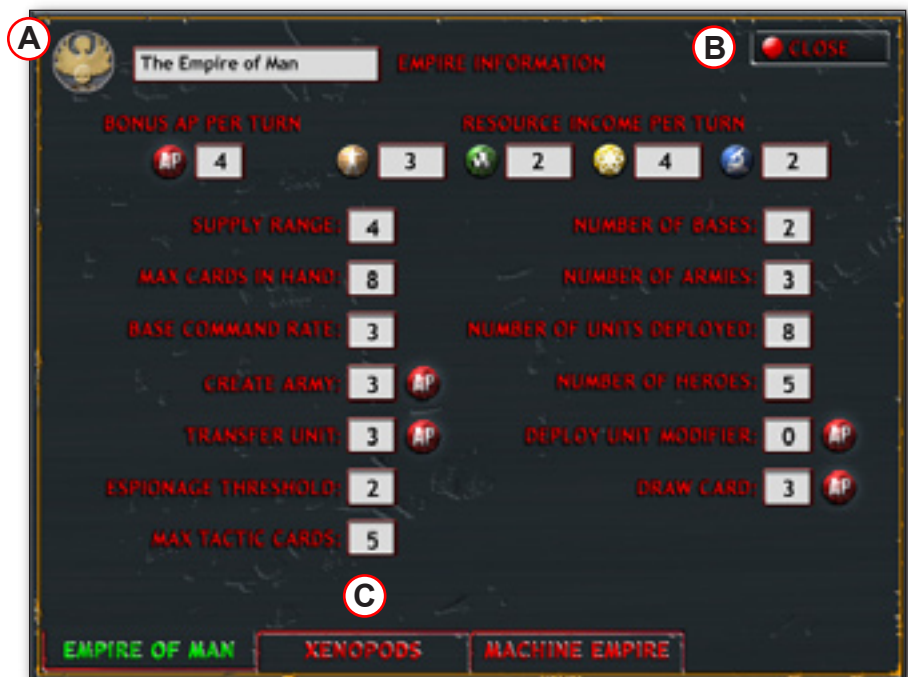 A
The Empire of Man EMPIRE INFORMATION B CLOSE
BONUS AP PER TURN RESOURCE INCOME PER TURN
AP 4 3 2 4 2
SUPPLY RANGE: 4 NUMBER OF BASES: 2
MAX CARDS IN HAND: 8 NUMBER OF ARMIES: 3
BASE COMMAND RATE: 3 NUMBER OF UNITS DEPLOYED: 8
CREATE ARMY: 3 AP NUMBER OF HEROES: 5
TRANSFER UNIT: 3 AP DEPLOY UNIT MODIFIER: 0 AP
ESPIONAGE THRESHOLD: 2 DRAW CARD: 3 AP
MAX TACTIC CARDS: 5
C
EMPIRE OF MAN XENOPODS MACHINE EMPIRE